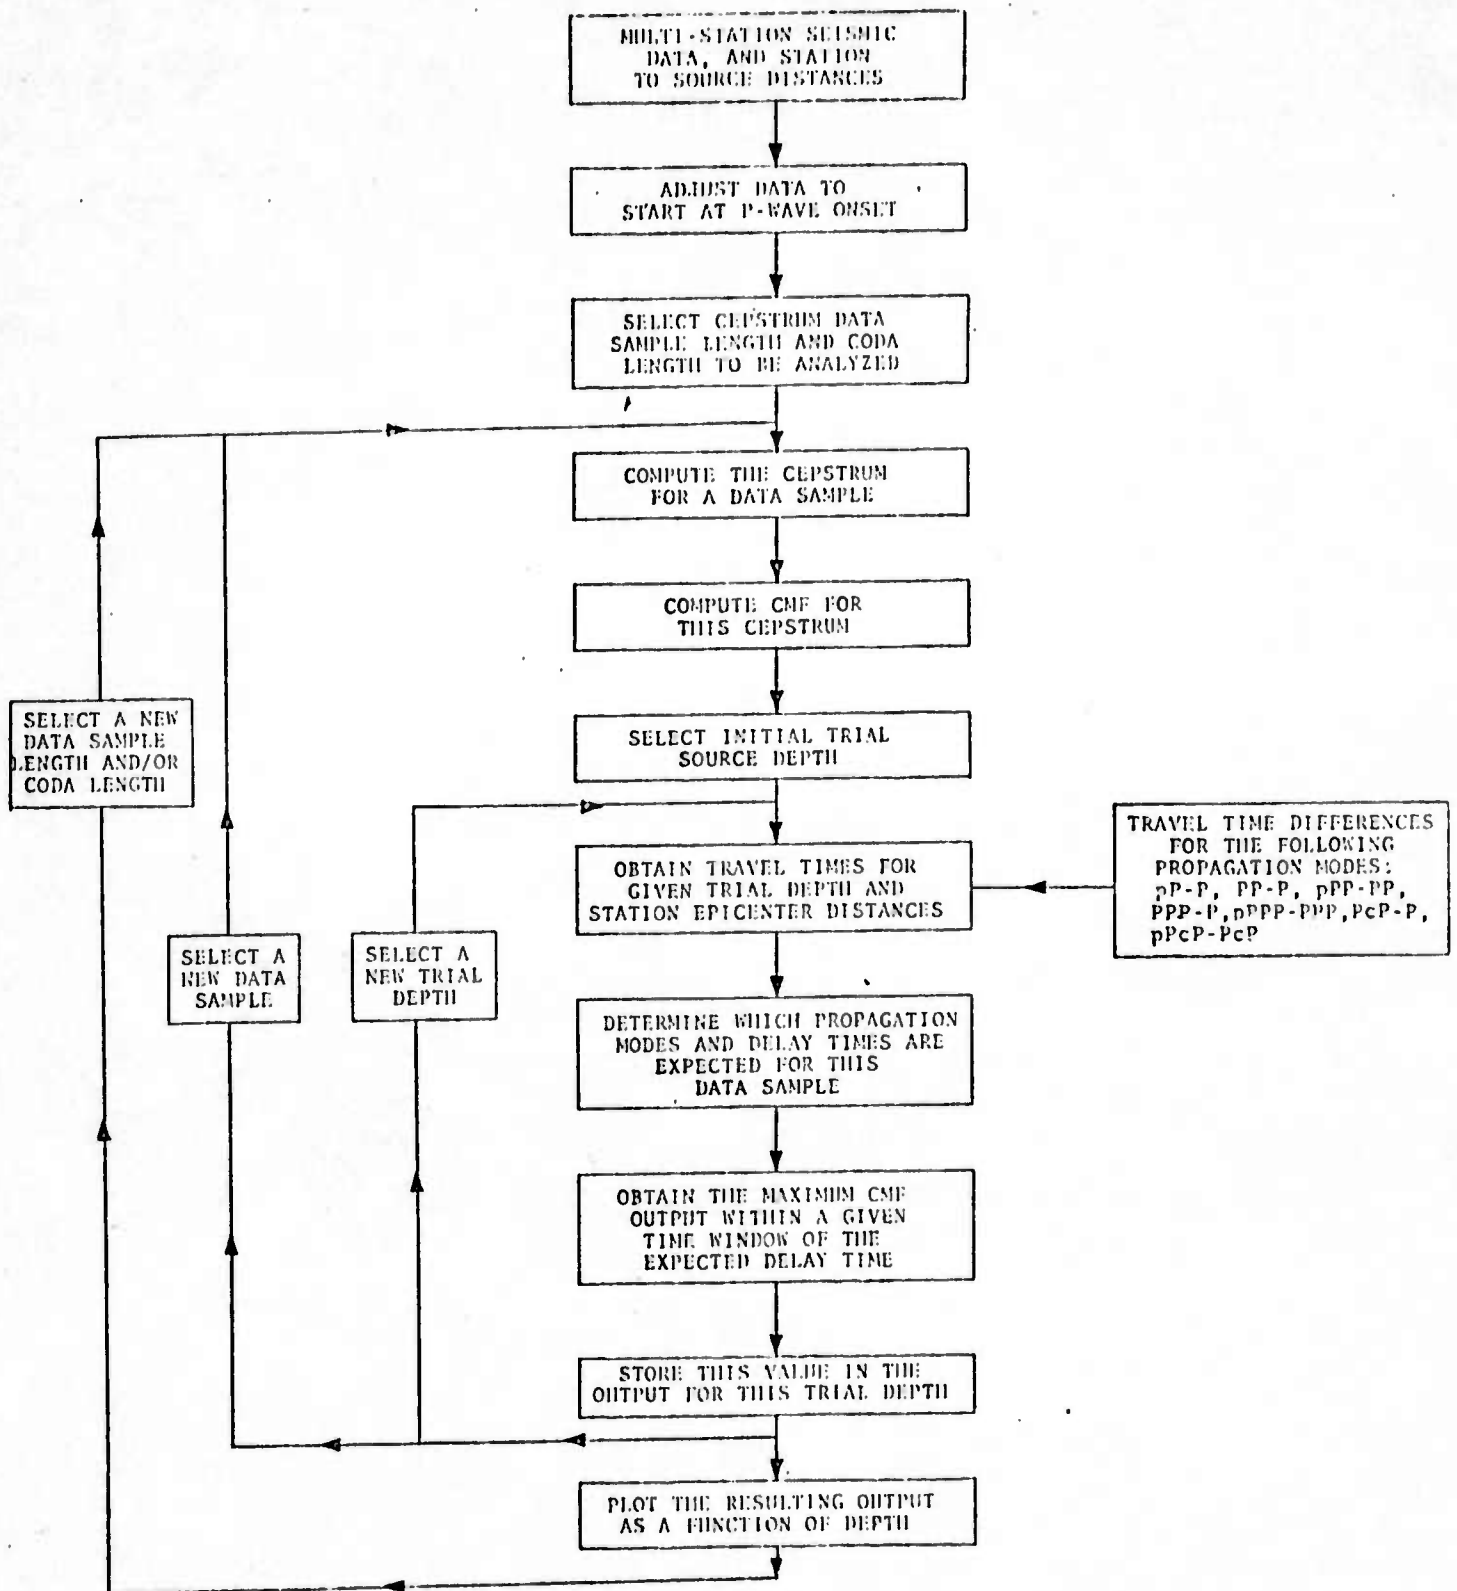 MULTI-STATION SEISMIC
DATA, AND STATION
TO SOURCE DISTANCES
ADJUST DATA TO
START AT P-WAVE ONSET
SELECT CEPSTRUM DATA
SAMPLE LENGTH AND CODA
LENGTH TO BE ANALYZED
COMPUTE THE CEPSTRUM
FOR A DATA SAMPLE
COMPUTE CMF FOR
THIS CEPSTRUM
SELECT A NEW
DATA SAMPLE
LENGTH AND/OR
CODA LENGTH
SELECT INITIAL TRIAL
SOURCE DEPTH
OBTAIN TRAVEL TIMES FOR
GIVEN TRIAL DEPTH AND
STATION EPICENTER DISTANCES
TRAVEL TIME DIFFERENCES
FOR THE FOLLOWING
PROPAGATION MODES:
pP-P, PP-P, pPP-PP,
PPP-P,pPPP-PPP,PcP-P,
pPcP-PcP
SELECT A
NEW DATA
SAMPLE
SELECT A
NEW TRIAL
DEPTH
DETERMINE WHICH PROPAGATION
MODES AND DELAY TIMES ARE
EXPECTED FOR THIS
DATA SAMPLE
OBTAIN THE MAXIMUM CMF
OUTPUT WITHIN A GIVEN
TIME WINDOW OF THE
EXPECTED DELAY TIME
STORE THIS VALUE IN THE
OUTPUT FOR THIS TRIAL DEPTH
PLOT THE RESULTING OUTPUT
AS A FUNCTION OF DEPTH